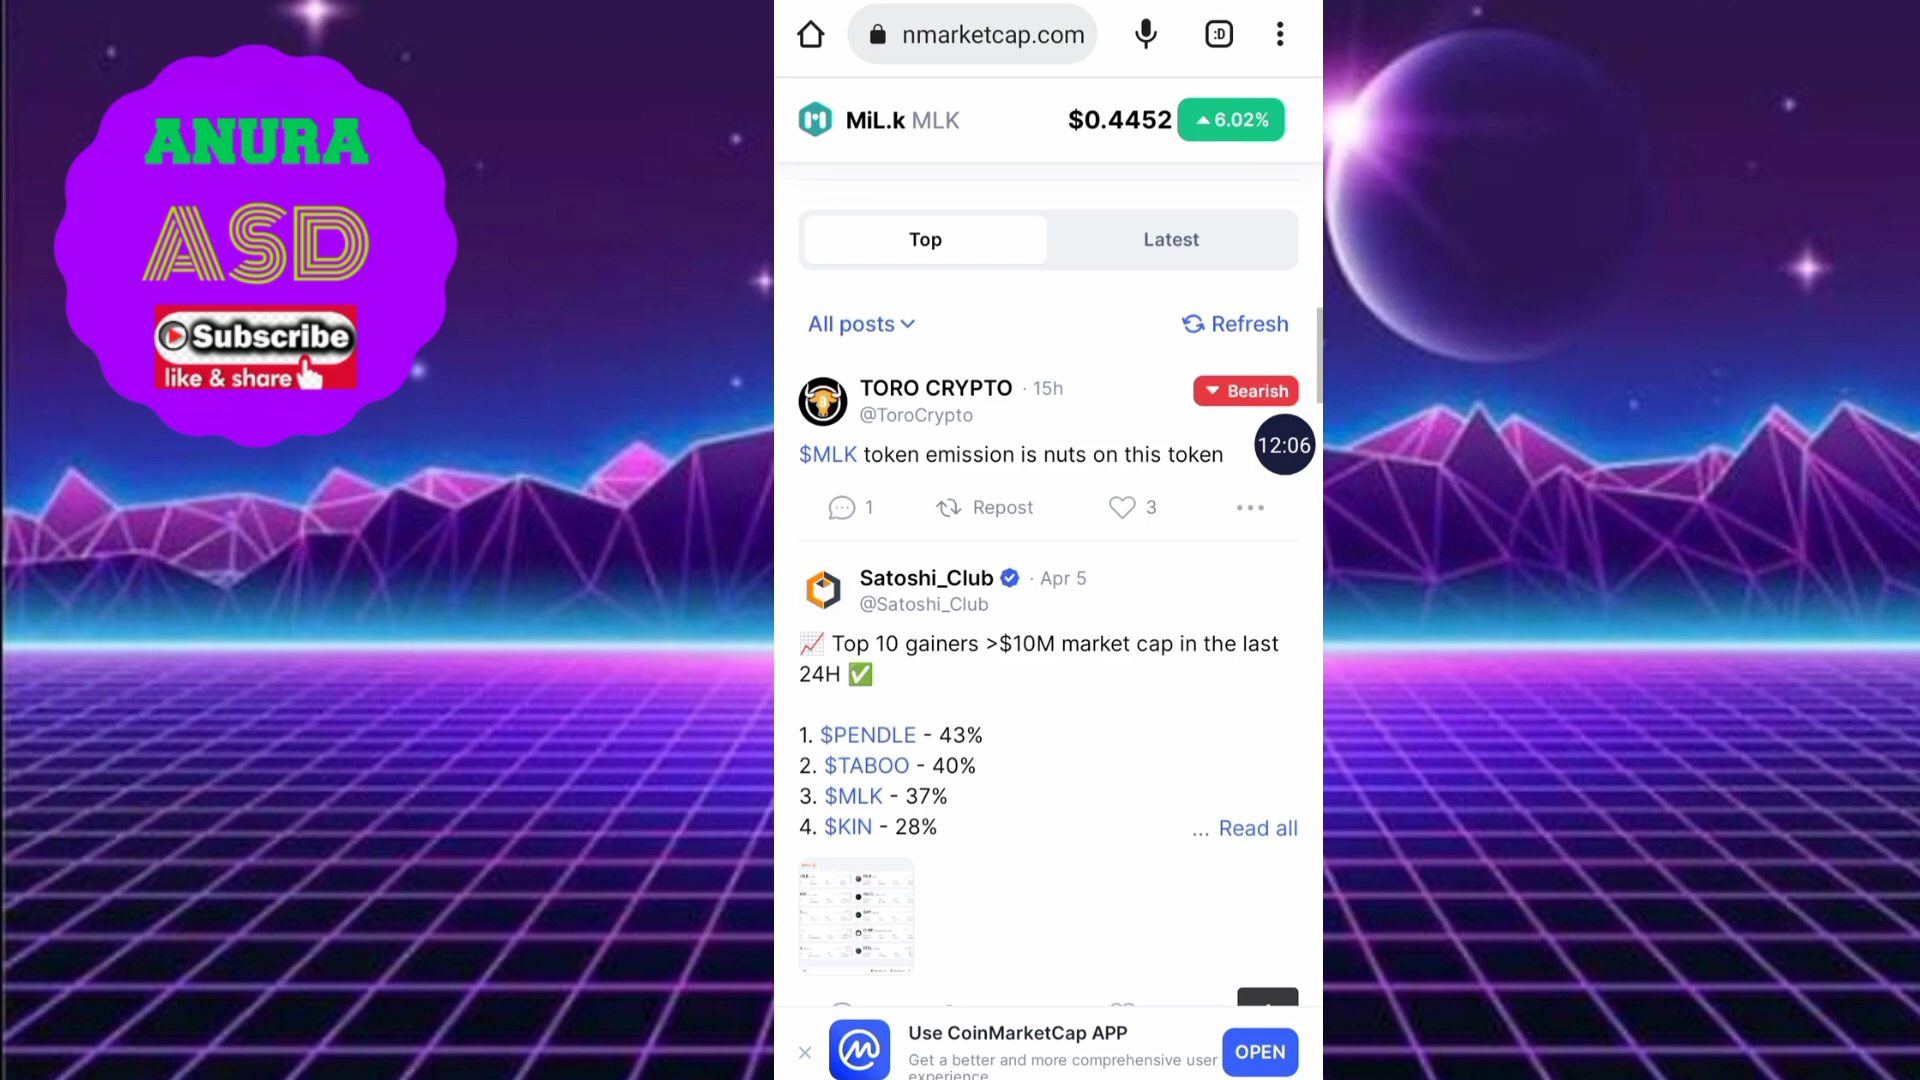 ANURA
ASD
Subscribe
like & share
nmarketcap.com
:D
MiL.k MLK $0.4452 6.02%
Top Latest
All posts Refresh
TORO CRYPTO · 15h Bearish
@ToroCrypto
12:06
$MLK token emission is nuts on this token
1 Repost 3
Satoshi_Club · Apr 5
@Satoshi_Club
📈 Top 10 gainers >$10M market cap in the last
24H ✅
1. $PENDLE - 43%
2. $TABOO - 40%
3. $MLK - 37%
4. $KIN - 28% ... Read all
Use CoinMarketCap APP
Get a better and more comprehensive user
experience
OPEN